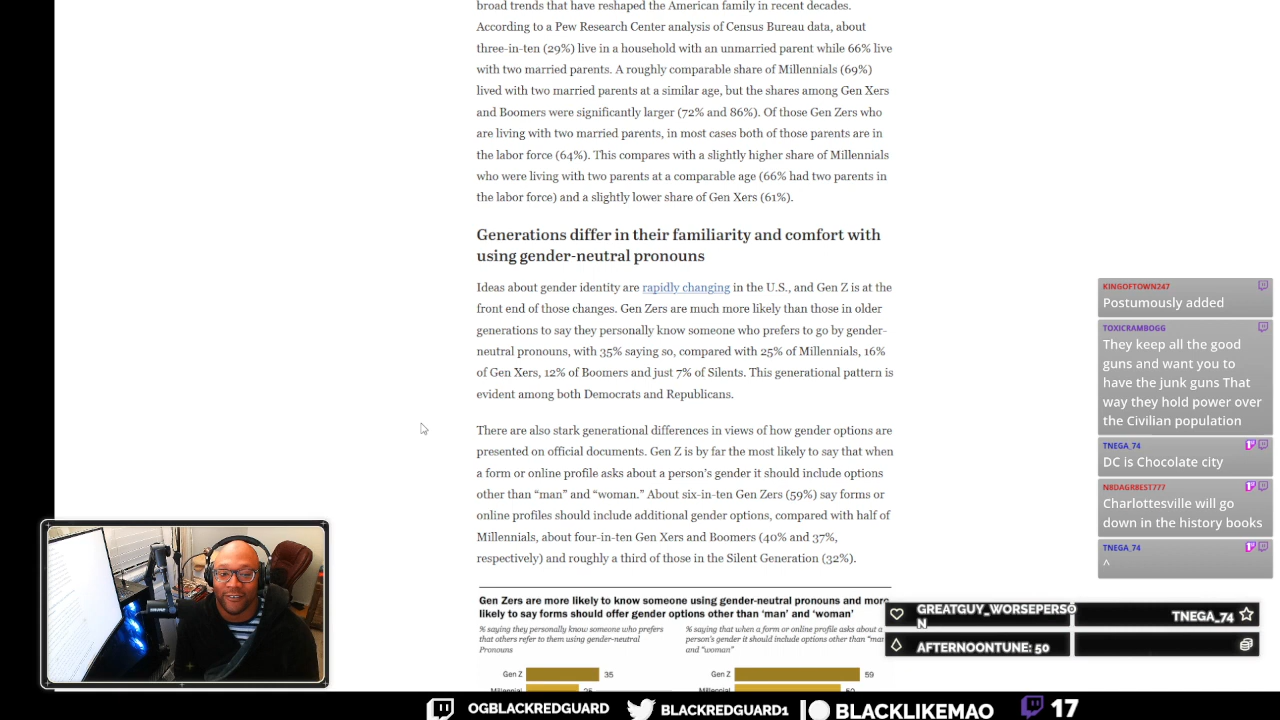 broad trends that have reshaped the American family in recent decades.
According to a Pew Research Center analysis of Census Bureau data, about
three-in-ten (29%) live in a household with an unmarried parent while 66% live
with two married parents. A roughly comparable share of Millennials (69%)
lived with two married parents at a similar age, but the shares among Gen Xers
and Boomers were significantly larger (72% and 86%). Of those Gen Zers who
are living with two married parents, in most cases both of those parents are in
the labor force (64%). This compares with a slightly higher share of Millennials
who were living with two parents at a comparable age (66% had two parents in
the labor force) and a slightly lower share of Gen Xers (61%).
Generations differ in their familiarity and comfort with
using gender-neutral pronouns
Ideas about gender identity are rapidly changing in the U.S., and Gen Z is at the
front end of those changes. Gen Zers are much more likely than those in older
generations to say they personally know someone who prefers to go by gender-
neutral pronouns, with 35% saying so, compared with 25% of Millennials, 16%
of Gen Xers, 12% of Boomers and just 7% of Silents. This generational pattern is
evident among both Democrats and Republicans.
There are also stark generational differences in views of how gender options are
presented on official documents. Gen Z is by far the most likely to say that when
a form or online profile asks about a person's gender it should include options
other than “man” and “woman.” About six-in-ten Gen Zers (59%) say forms or
online profiles should include additional gender options, compared with half of
Millennials, about four-in-ten Gen Xers and Boomers (40% and 37%,
respectively) and roughly a third of those in the Silent Generation (32%).
Gen Zers are more likely to know someone using gender-neutral pronouns and more
likely to say forms should offer gender options other than ‘man’ and ‘woman’
% saying they personally know someone who prefers
that others refer to them using gender-neutral
Pronouns
% saying that when a form or online profile asks about a
person's gender it should include options other than "man"
and "woman"
Gen Z 35
Gen Z 59
Millennial 25
Millennial 50
KINGOFTOWN247
Postumously added
TOXICRAMBOGG
They keep all the good
guns and want you to
have the junk guns That
way they hold power over
the Civilian population
TNEGA_74
DC is Chocolate city
N8DAGR8EST777
Charlottesville will go
down in the history books
TNEGA_74
^
GREATGUY_WORSEPERSO
N
TNEGA_74
AFTERNOONTUNE: 50
OGBLACKREDGUARD
BLACKREDGUARD1
BLACKLIKEMAO
17